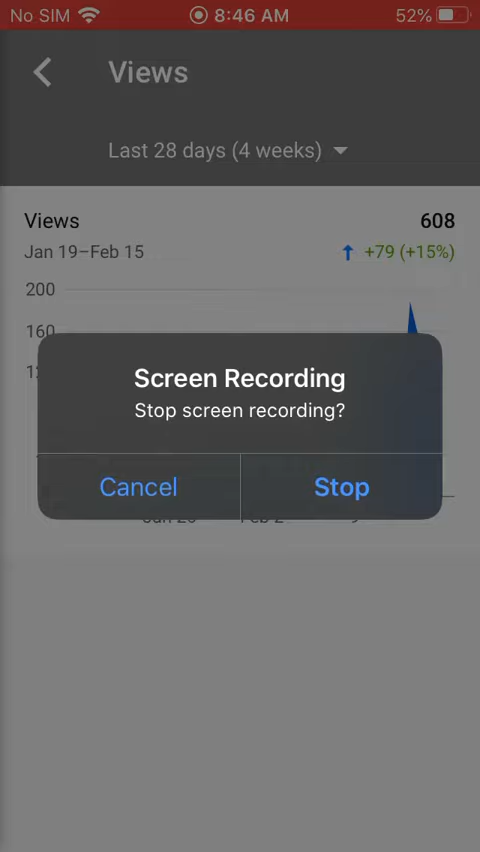 No SIM 8:46 AM 52%
Views
Last 28 days (4 weeks)
Views 608
Jan 19–Feb 15 +79 (+15%)
200
160
Screen Recording
Stop screen recording?
Cancel Stop